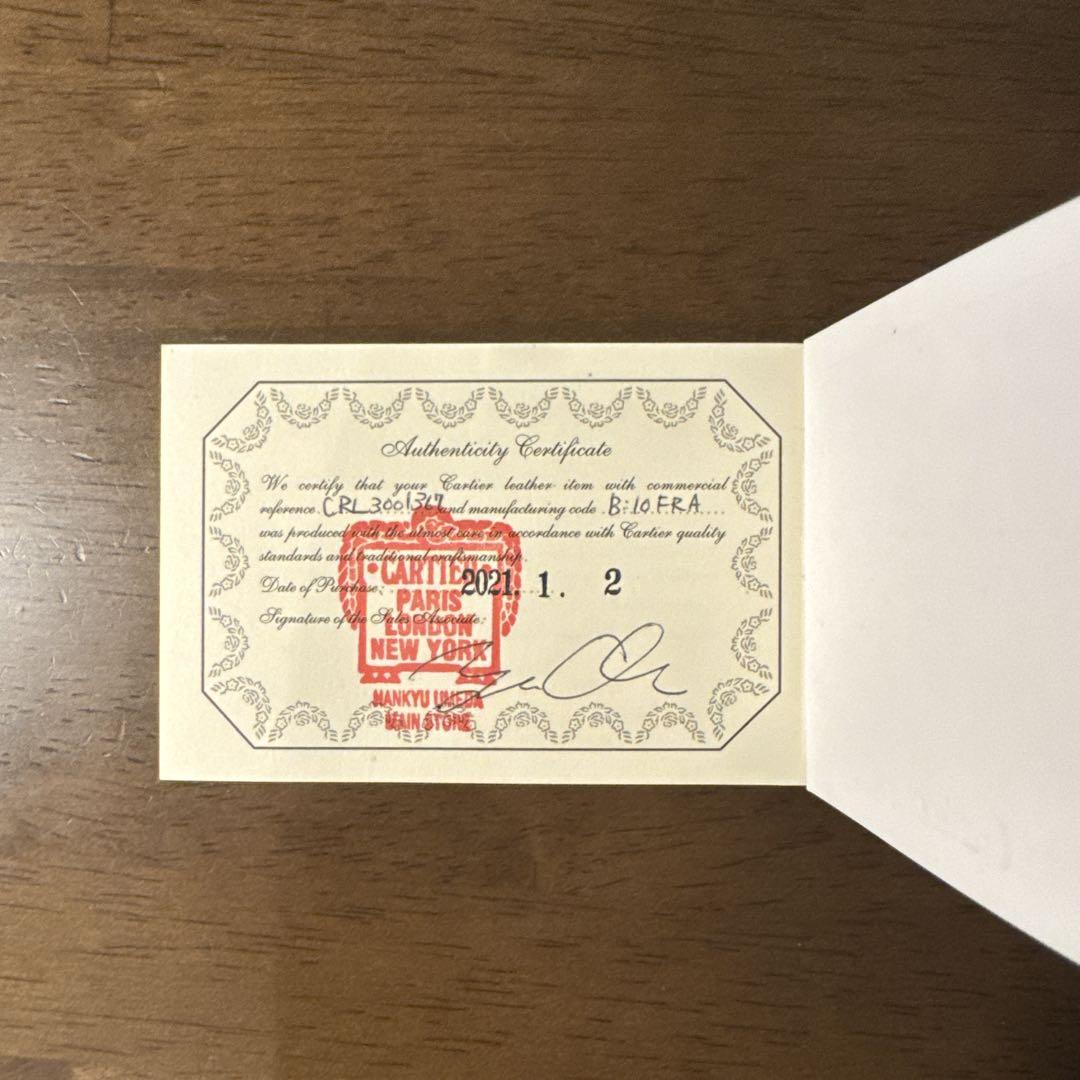 Authenticity Certificate
We certify that your Cartier leather item with commercial
reference. CRL3001367 and manufacturing code .B:10.FRA....
was produced with the utmost care in accordance with Cartier quality
standards and traditional craftsmanship.
Date of Purchase: 2021. 1. 2
Signature of the Sales Associate:
CARTIER
PARIS
LONDON
NEW YORK
HANKYU UMEDA
MAIN STORE